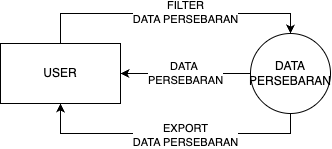 FILTER
DATA PERSEBARAN
USER
DATA
PERSEBARAN
DATA
PERSEBARAN
EXPORT
DATA PERSEBARAN